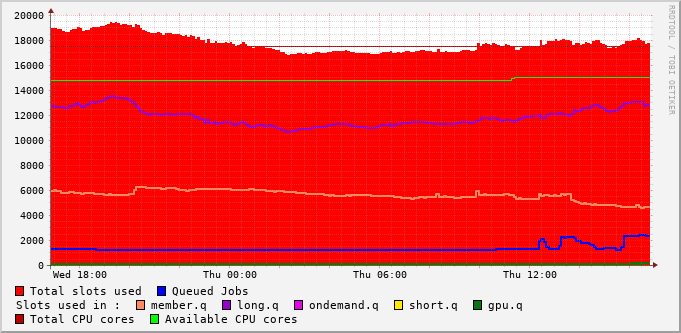 20000
18000
16000
14000
12000
10000
8000
6000
4000
2000
0
Wed 18:00 Thu 00:00 Thu 06:00 Thu 12:00
RRDTOOL / TOBI OETIKER
Total slots used Queued Jobs
Slots used in : member.q long.q ondemand.q short.q gpu.q
Total CPU cores Available CPU cores